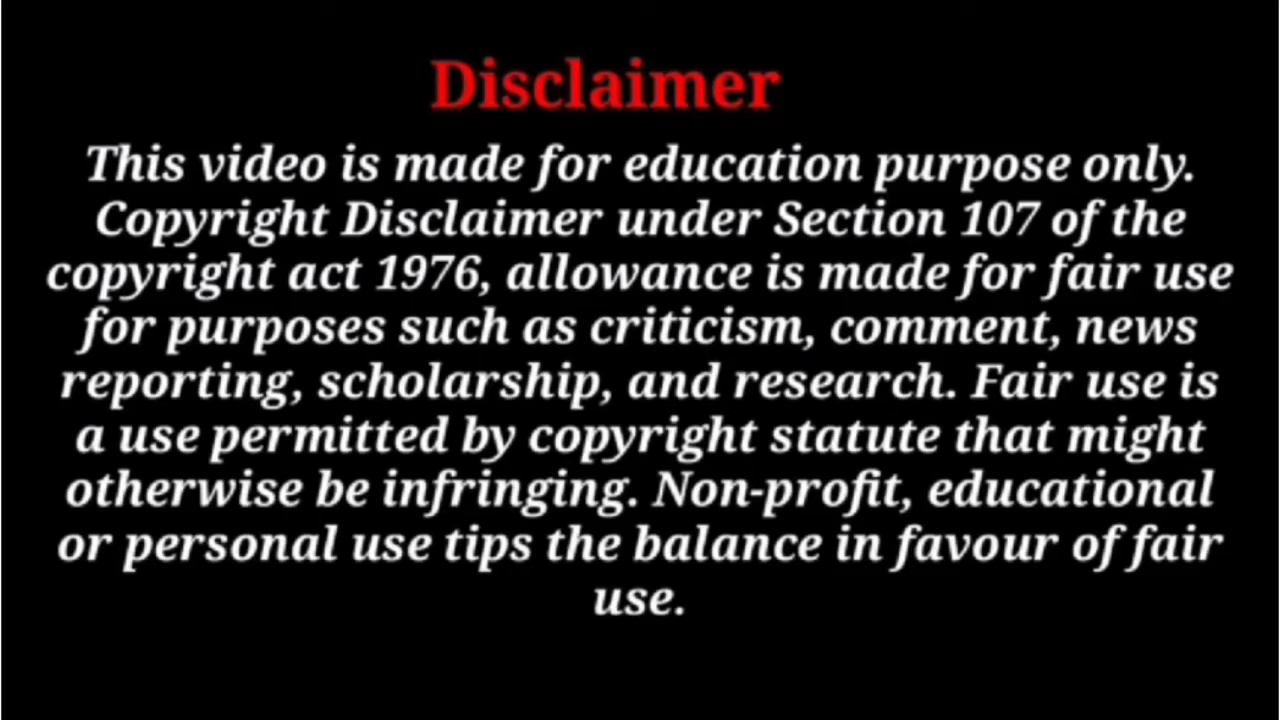 Disclaimer
This video is made for education purpose only.
Copyright Disclaimer under Section 107 of the
copyright act 1976, allowance is made for fair use
for purposes such as criticism, comment, news
reporting, scholarship, and research. Fair use is
a use permitted by copyright statute that might
otherwise be infringing. Non-profit, educational
or personal use tips the balance in favour of fair
use.